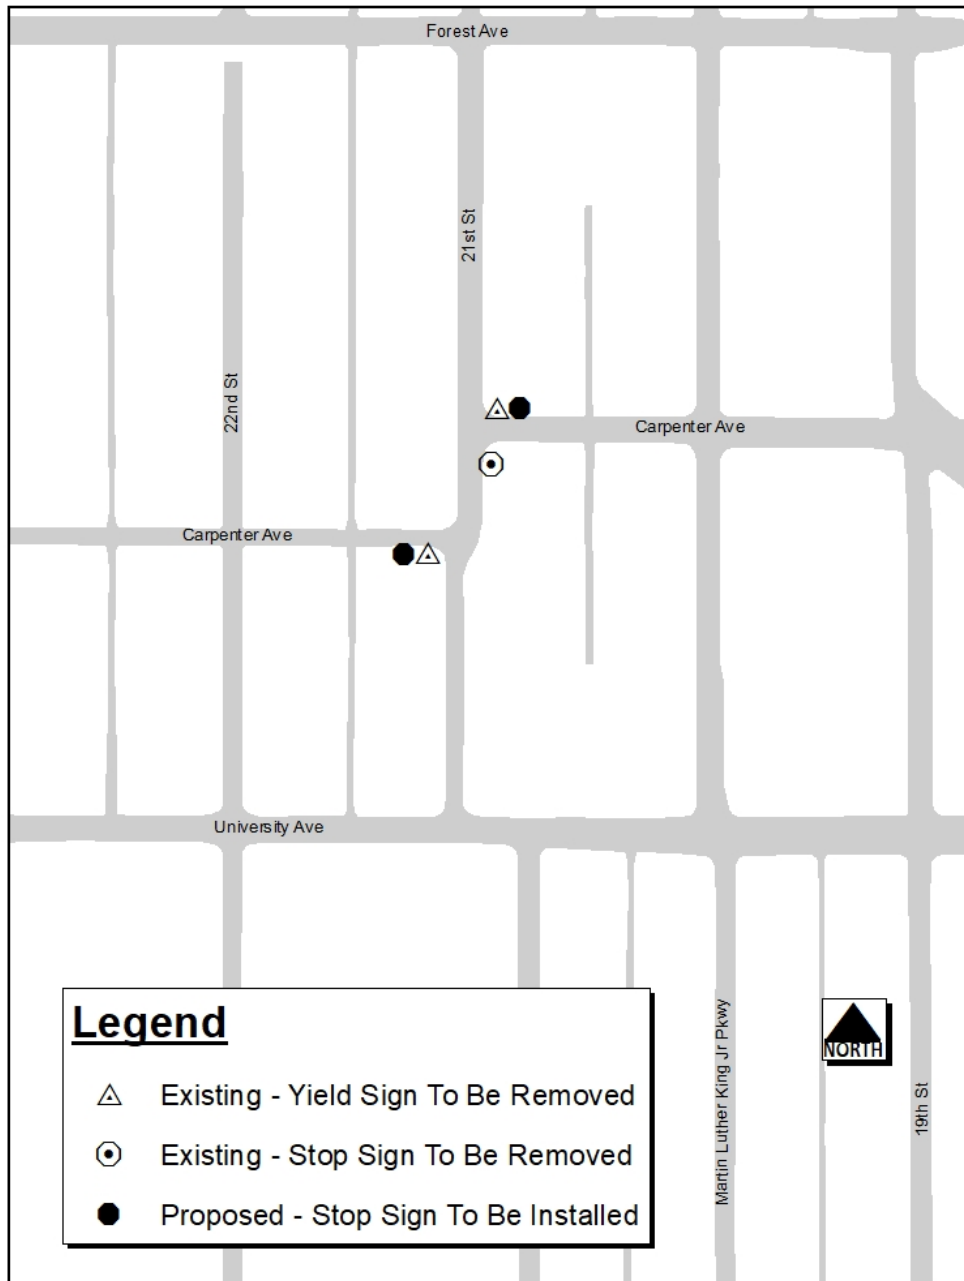 Forest Ave
21st St
22nd St
Carpenter Ave
Carpenter Ave
University Ave
Legend
Existing - Yield Sign To Be Removed
Existing - Stop Sign To Be Removed
Proposed - Stop Sign To Be Installed
Martin Luther King Jr Pkwy
NORTH
19th St